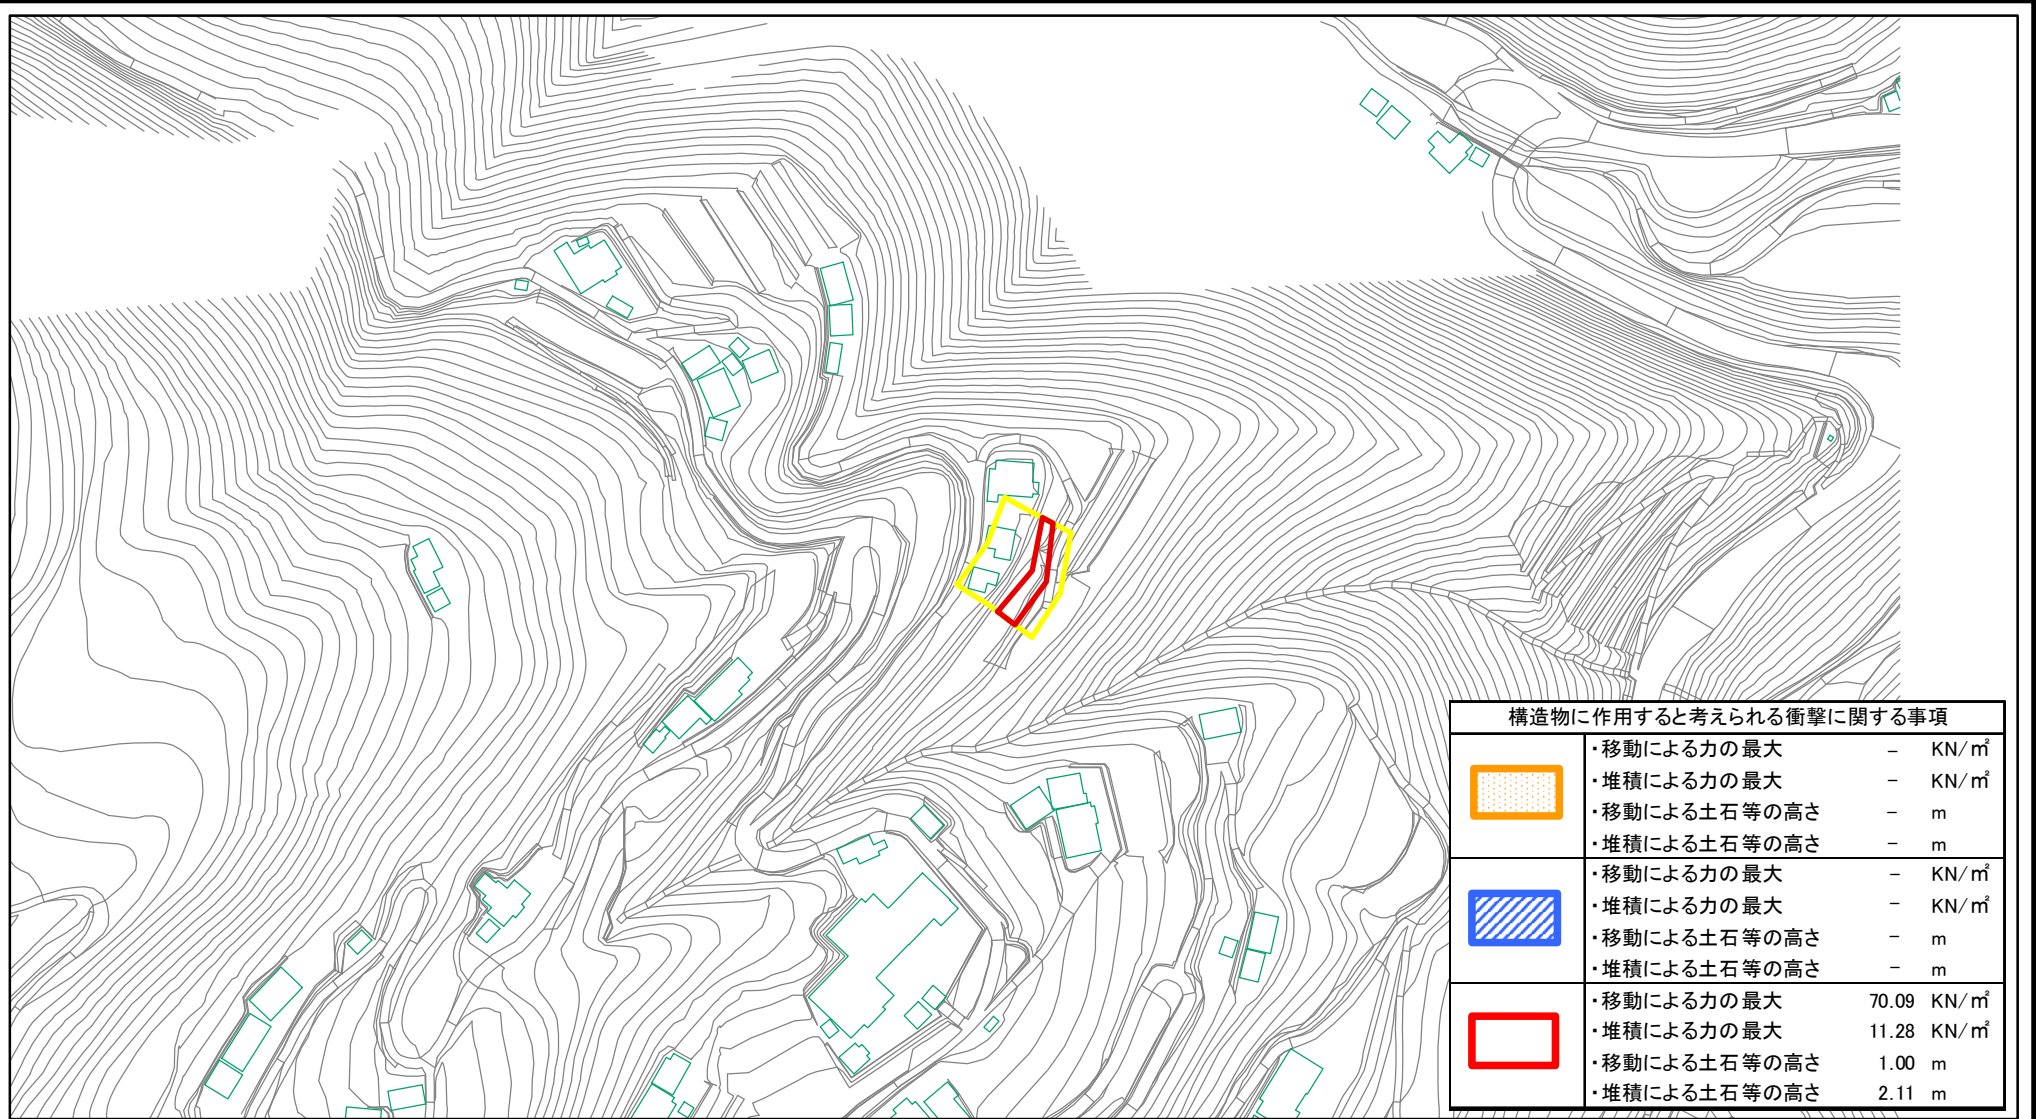 構造物に作用すると考えられる衝撃に関する事項
・移動による力の最大 － KN/㎡
・堆積による力の最大 － KN/㎡
・移動による土石等の高さ － m
・堆積による土石等の高さ － m
・移動による力の最大 － KN/㎡
・堆積による力の最大 － KN/㎡
・移動による土石等の高さ － m
・堆積による土石等の高さ － m
・移動による力の最大 70.09 KN/㎡
・堆積による力の最大 11.28 KN/㎡
・移動による土石等の高さ 1.00 m
・堆積による土石等の高さ 2.11 m